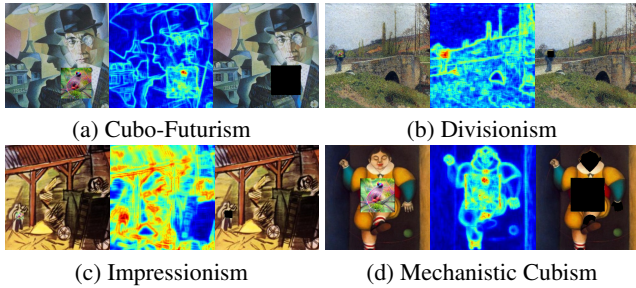 (a) Cubo-Futurism
(b) Divisionism
(c) Impressionism
(d) Mechanistic Cubism